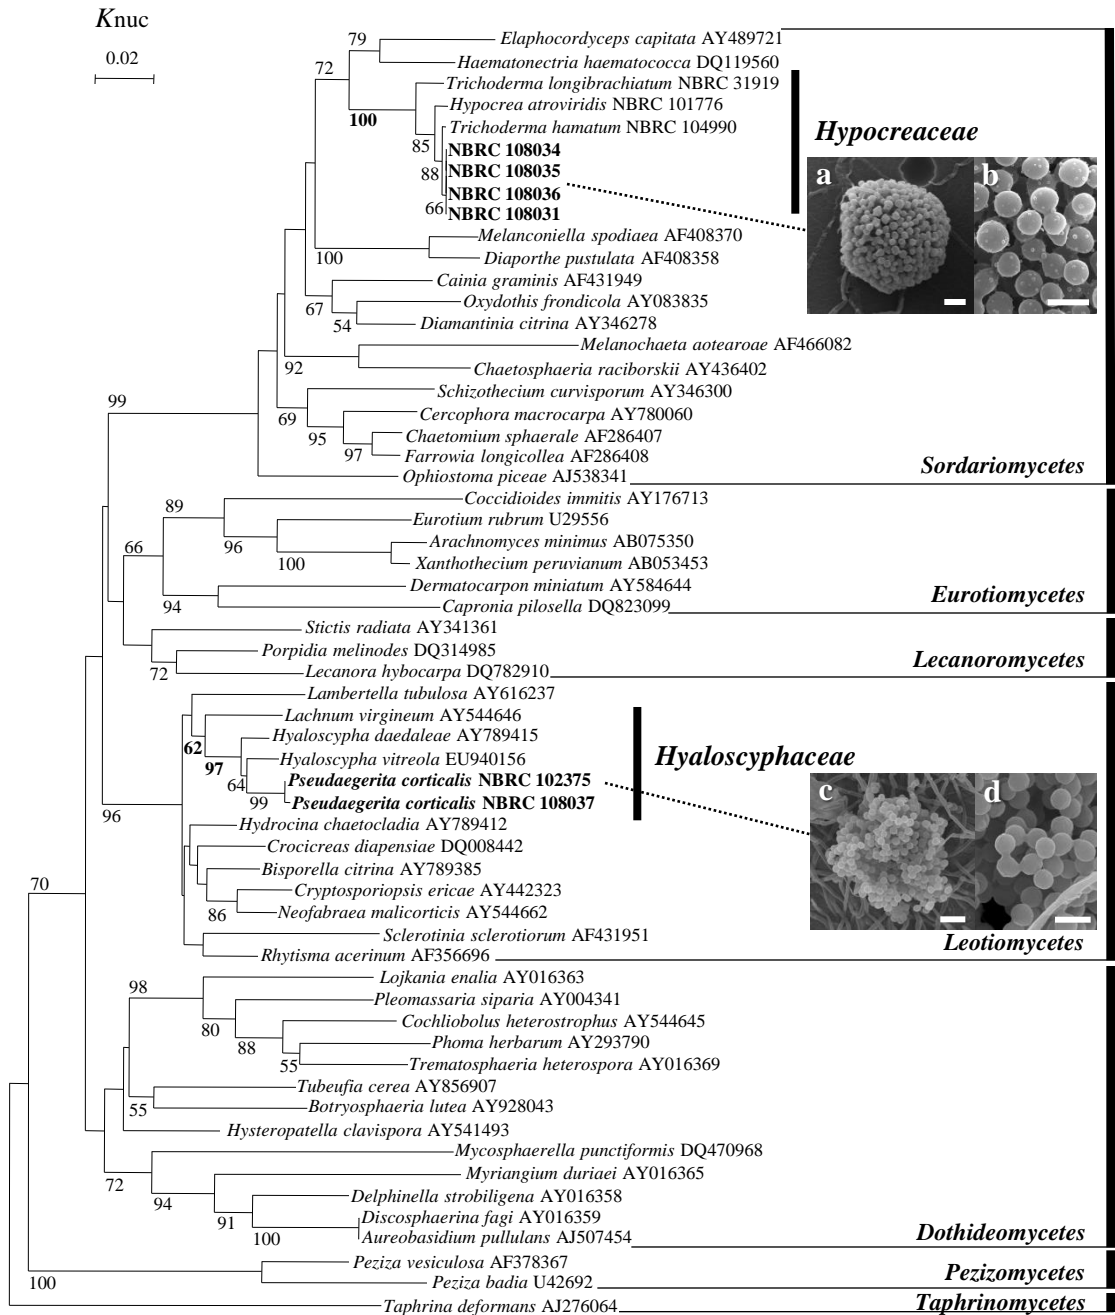 Knuc
0.02
79
Elaphocordyceps capitata AY489721
Haematonectria haematococca DQ119560
72
Trichoderma longibrachiatum NBRC 31919
Hypocrea atroviridis NBRC 101776
100
Trichoderma hamatum NBRC 104990
Hypocreaceae
85
NBRC 108034
NBRC 108035
88
NBRC 108036
66
NBRC 108031
a
b
Melanconiella spodiaea AF408370
100
Diaporthe pustulata AF408358
Cainia graminis AF431949
67
Oxydothis frondicola AY083835
54
Diamantinia citrina AY346278
Melanochaeta aotearoae AF466082
92
Chaetosphaeria raciborskii AY436402
Schizothecium curvisporum AY346300
99
69
Cercophora macrocarpa AY780060
95
Chaetomium sphaerale AF286407
97
Farrowia longicollea AF286408
Sordariomycetes
Ophiostoma piceae AJ538341
Coccidioides immitis AY176713
89
Eurotium rubrum U29556
96
Arachnomyces minimus AB075350
66
100
Xanthothecium peruvianum AB053453
Dermatocarpon miniatum AY584644
Eurotiomycetes
94
Capronia pilosella DQ823099
Stictis radiata AY341361
Porpidia melinodes DQ314985
Lecanoromycetes
72
Lecanora hybocarpa DQ782910
Lambertella tubulosa AY616237
Lachnum virgineum AY544646
62
Hyaloscypha daedaleae AY789415
97
Hyaloscypha vitreola EU940156
Hyaloscyphaceae
64
Pseudaegerita corticalis NBRC 102375
99
Pseudaegerita corticalis NBRC 108037
c
d
96
Hydrocina chaetocladia AY789412
Crocicreas diapensiae DQ008442
Bisporella citrina AY789385
Cryptosporiopsis ericae AY442323
86
Neofabraea malicorticis AY544662
70
Sclerotinia sclerotiorum AF431951
Leotiomycetes
Rhytisma acerinum AF356696
Lojkania enalia AY016363
98
Pleomassaria siparia AY004341
80
Cochliobolus heterostrophus AY544645
88
Phoma herbarum AY293790
55
Trematosphaeria heterospora AY016369
Tubeufia cerea AY856907
55
Botryosphaeria lutea AY928043
Hysteropatella clavispora AY541493
Mycosphaerella punctiformis DQ470968
72
Myriangium duriaei AY016365
94
Delphinella strobiligena AY016358
91
Discosphaerina fagi AY016359
100
Aureobasidium pullulans AJ507454
Dothideomycetes
Peziza vesiculosa AF378367
100
Peziza badia U42692
Pezizomycetes
Taphrina deformans AJ276064
Taphrinomycetes